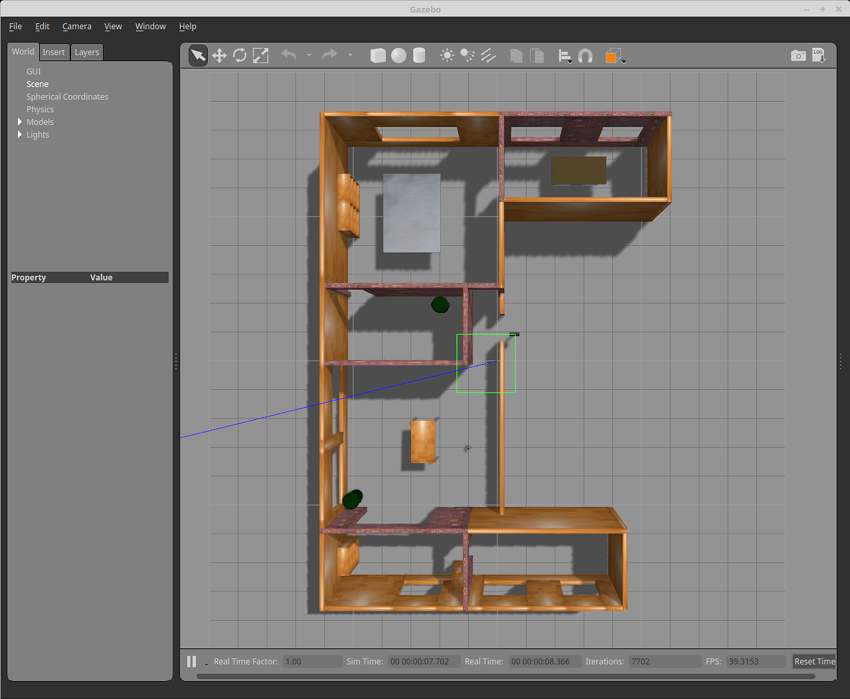 Gazebo
File Edit Camera View Window Help
World Insert Layers
GUI
Scene
Spherical Coordinates
Physics
Models
Lights
Property Value
LOG
Real Time Factor: 1.00 Sim Time: 00 00:00:07.702 Real Time: 00 00:00:08.366 Iterations: 7702 FPS: 39.3153 Reset Time